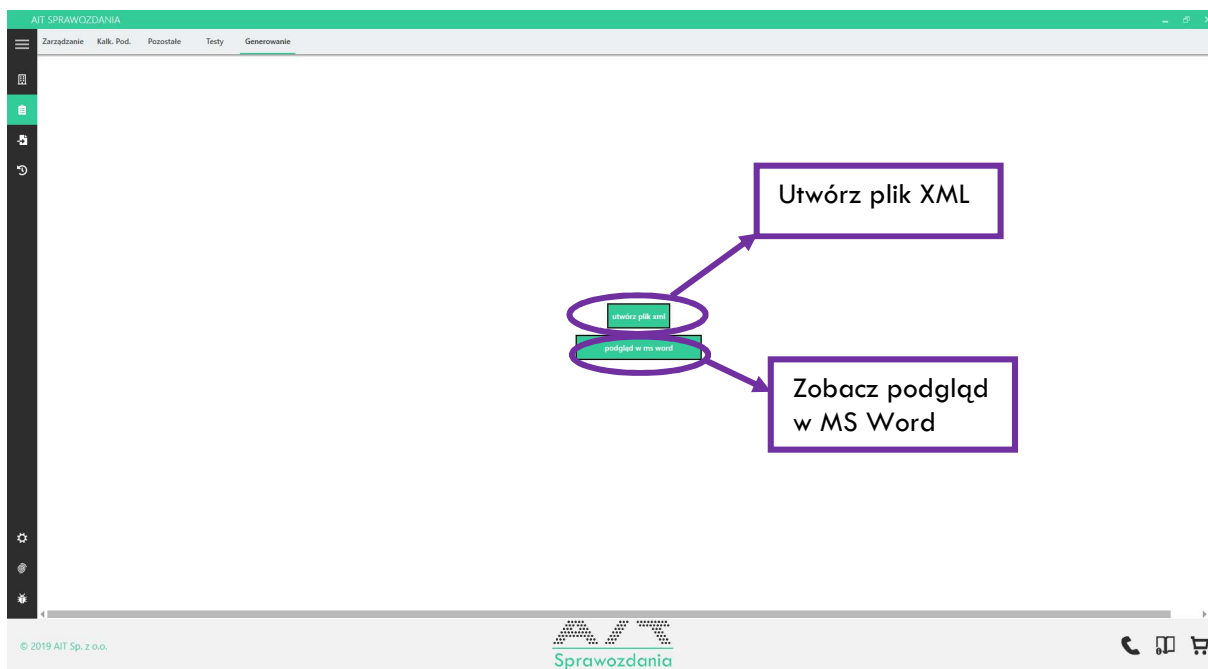 AIT SPRAWOZDANIA
Zarządzanie Kalk. Pod. Pozostałe Testy Generowanie
Utwórz plik XML
utwórz plik xml
podgląd w ms word
Zobacz podgląd
w MS Word
© 2019 AIT Sp. z o.o.
AIT
Sprawozdania